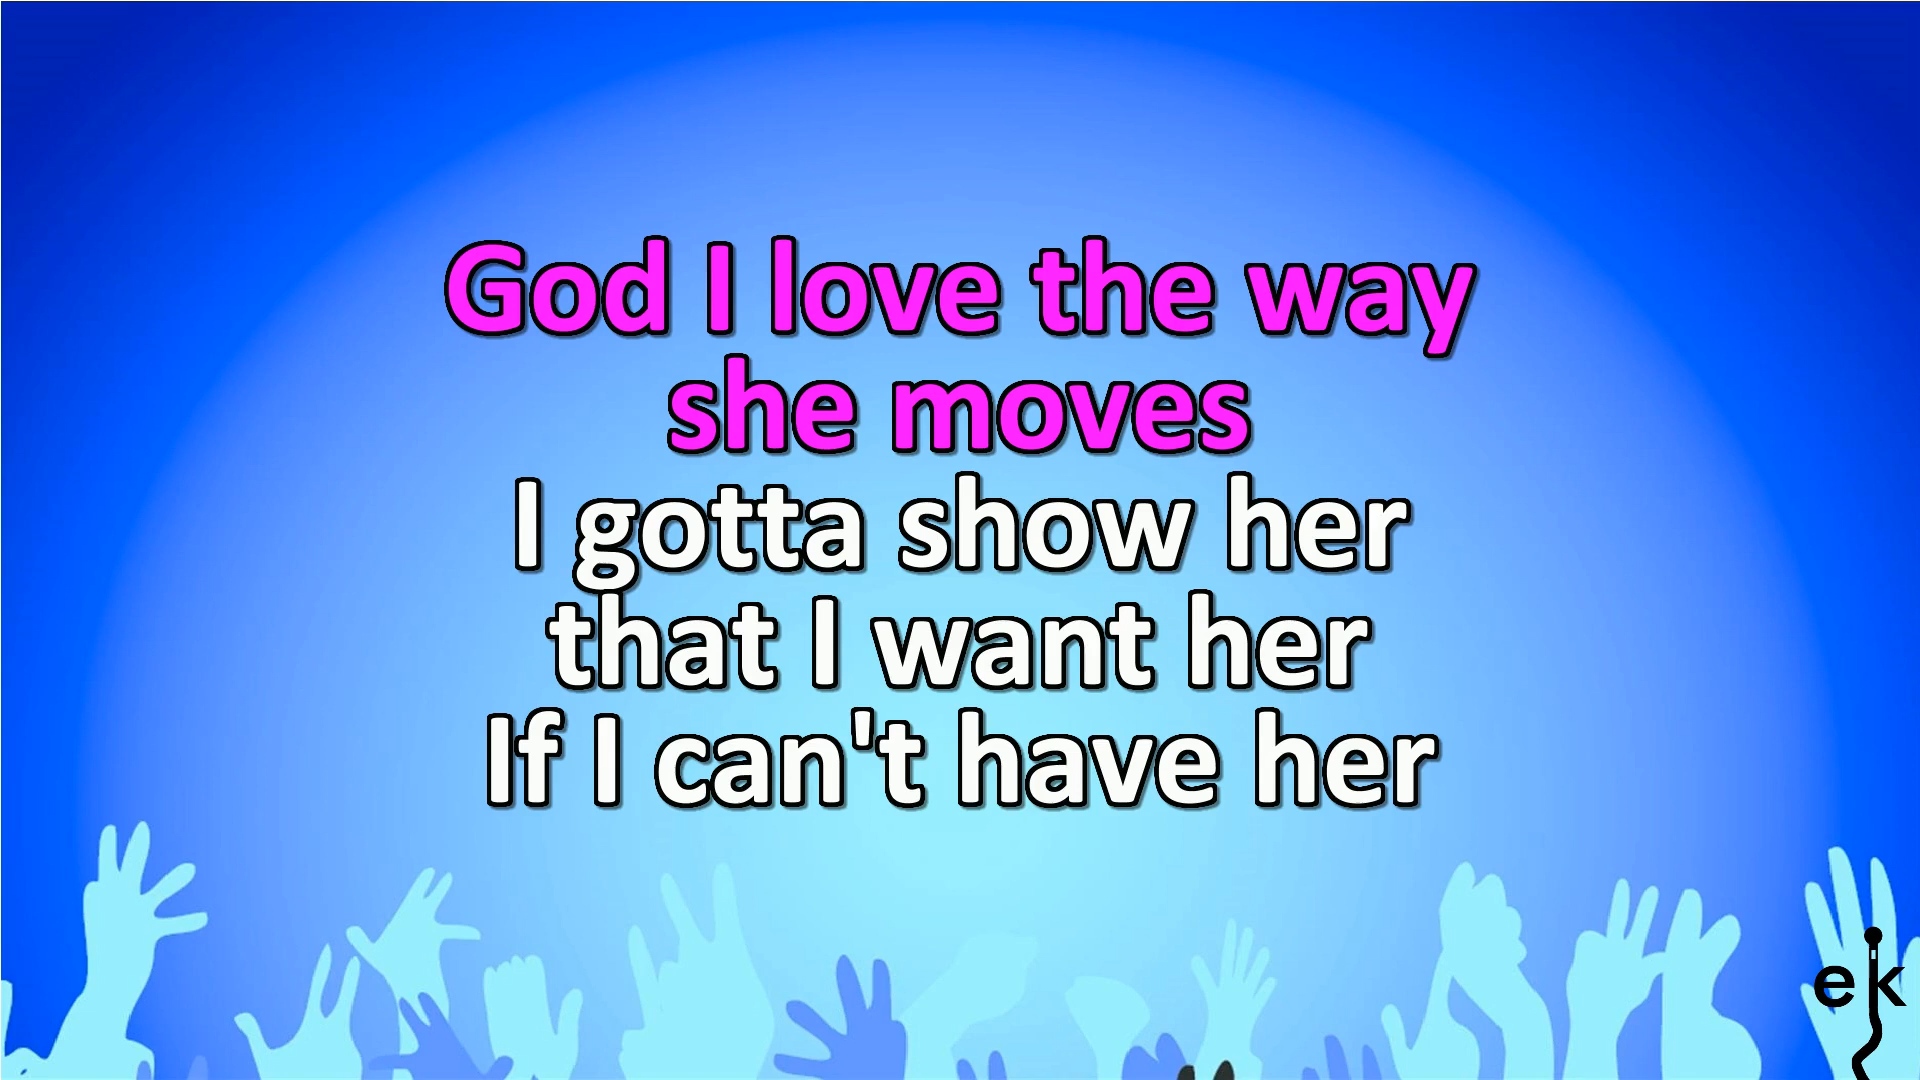 God I love the way
she moves
I gotta show her
that I want her
If I can't have her
ek